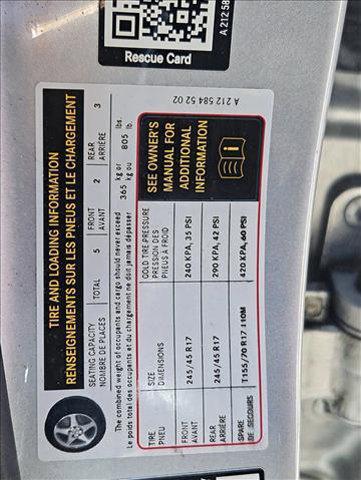 Rescue Card
A 212 58
A 212 584 52 02
TIRE AND LOADING INFORMATION
RENSEIGNEMENTS SUR LES PNEUS ET LE CHARGEMENT
SEATING CAPACITY TOTAL 5 FRONT 2 REAR 3
NOMBRE DE PLACES AVANT ARRIÈRE
The combined weight of occupants and cargo should never exceed 365 kg or 805 lbs.
Le poids total des occupants et du chargement ne doit jamais dépasser kg ou lb.
TIRE SIZE COLD TIRE PRESSURE
PNEU DIMENSIONS PRESSION DES
PNEUS À FROID
FRONT 245/45 R17 240 KPA, 35 PSI
AVANT
REAR 245/45 R17 290 KPA, 42 PSI
ARRIÈRE
SPARE T155/70 R17 110M 420 KPA, 60 PSI
DE SECOURS
SEE OWNER'S
MANUAL FOR
ADDITIONAL
INFORMATION